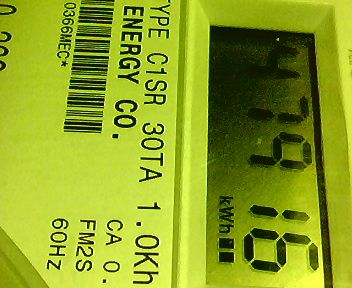 47916
kWh
TYPE C1SR 30TA 1.0Kh
ENERGY CO.
CA 0.
FM2S
60HZ
0366MEC*